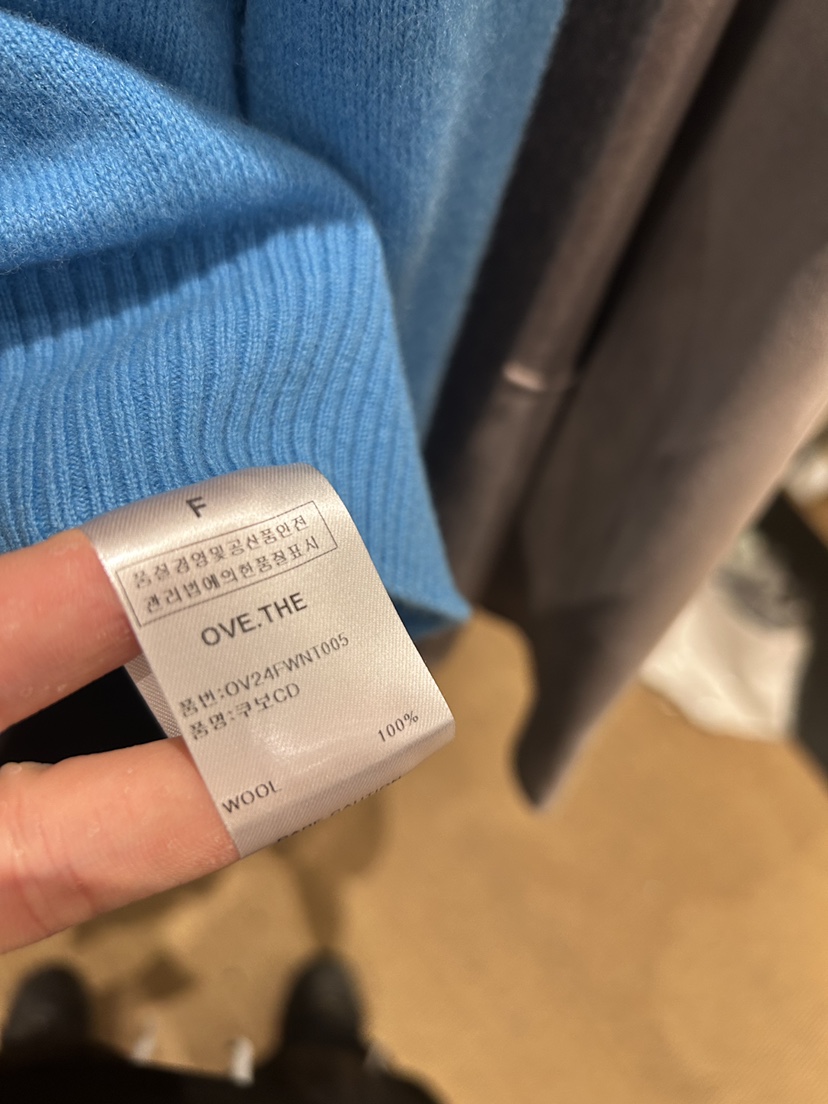 F
품질경영및공산품안전
관리법에의한품질표시
OVE.THE
품번:OV24FWNT005
품명:쿠보CD
100%
WOOL